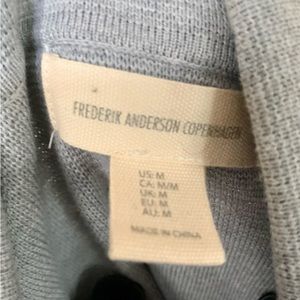 FREDERIK ANDERSON COPENHAGEN
US: M
CA: M/M
UK: M
EU: M
AU: M
MADE IN CHINA